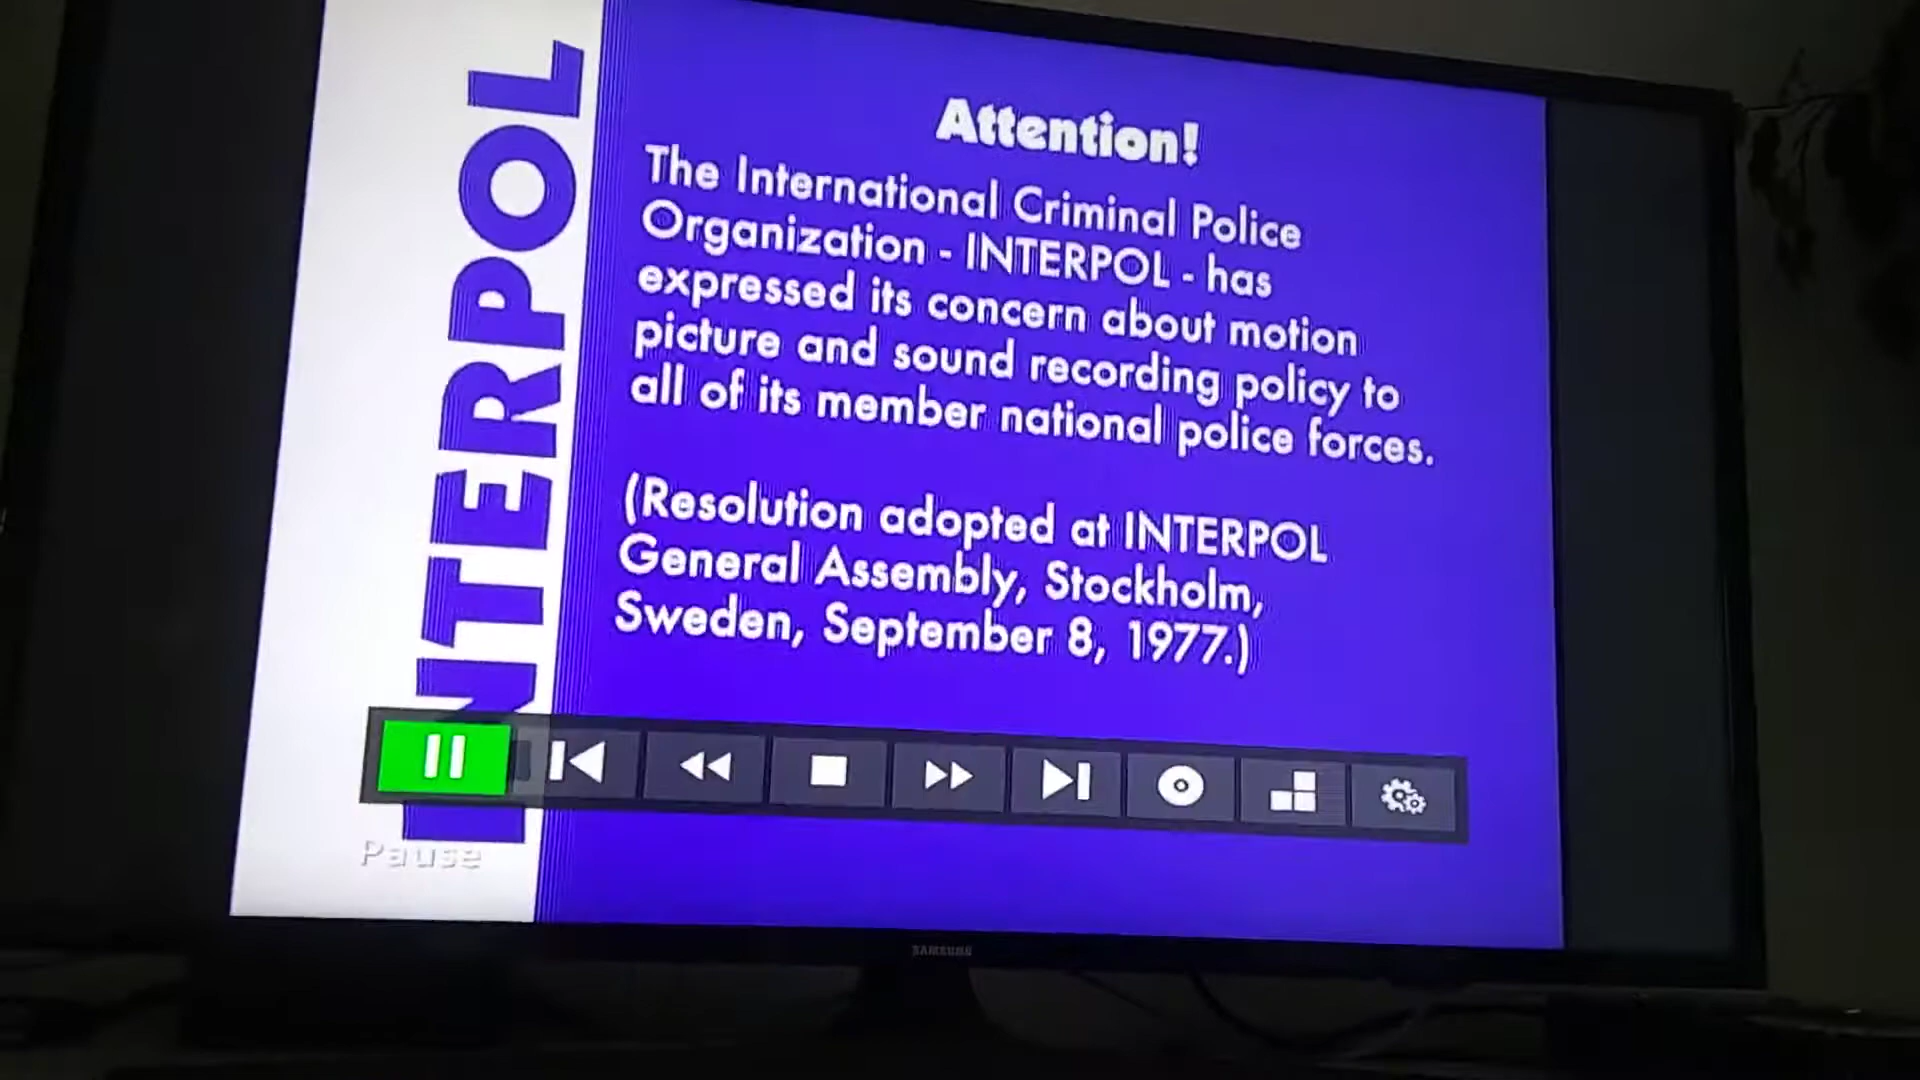 INTERPOL
Attention!
The International Criminal Police
Organization - INTERPOL - has
expressed its concern about motion
picture and sound recording policy to
all of its member national police forces.
(Resolution adopted at INTERPOL
General Assembly, Stockholm,
Sweden, September 8, 1977.)
Pause
SAMSUNG